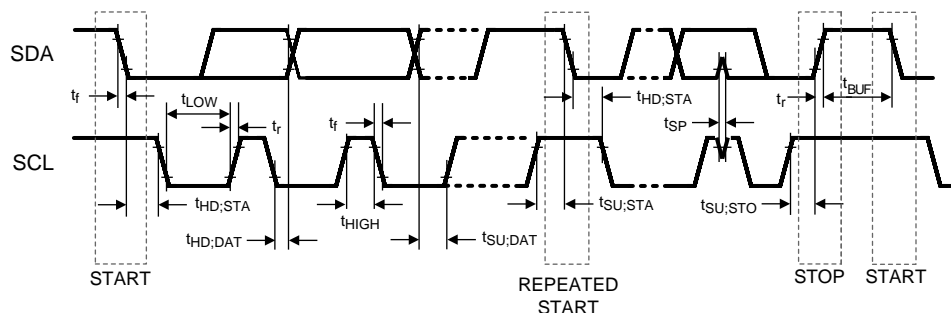 SDA
tf
tLOW
tr
tf
tHD;STA
tSP
tr
tBUF
SCL
tHD;STA
tHD;DAT
tHIGH
tSU;DAT
tSU;STA
tSU;STO
START
REPEATED
START
STOP
START